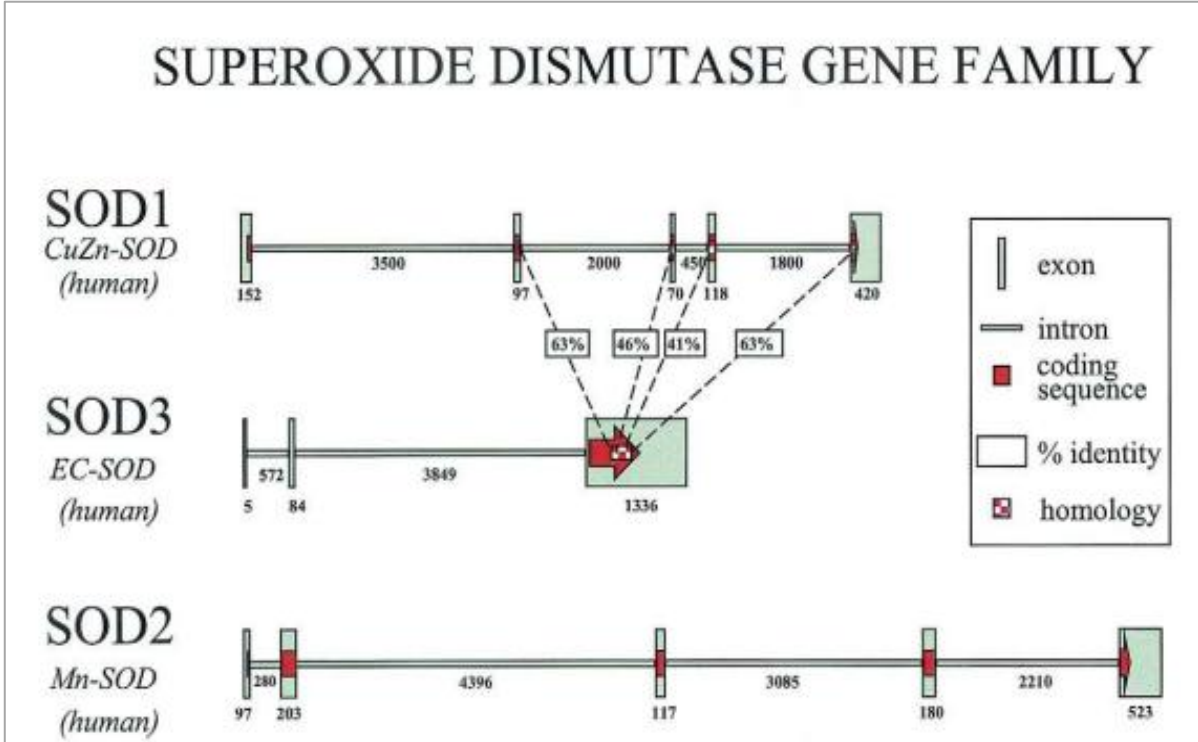 SUPEROXIDE DISMUTASE GENE FAMILY
SOD1
CuZn-SOD
(human)
3500
2000
450
1800
152
97
70
118
420
63%
46%
41%
63%
SOD3
EC-SOD
(human)
572
3849
5
84
1336
SOD2
Mn-SOD
(human)
280
4396
3085
2210
97
203
117
180
523
exon
intron
coding
sequence
% identity
homology